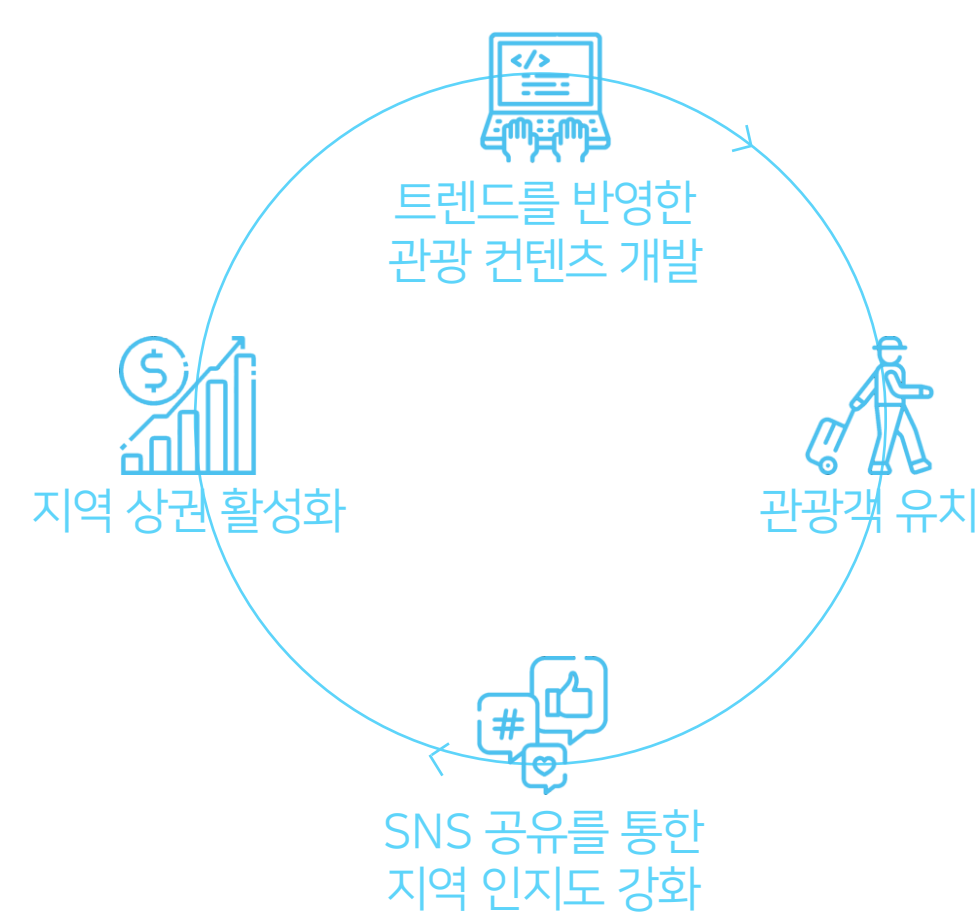 </>
트렌드를 반영한
관광 컨텐츠 개발
$
지역 상권 활성화
관광객 유치
#
SNS 공유를 통한
지역 인지도 강화